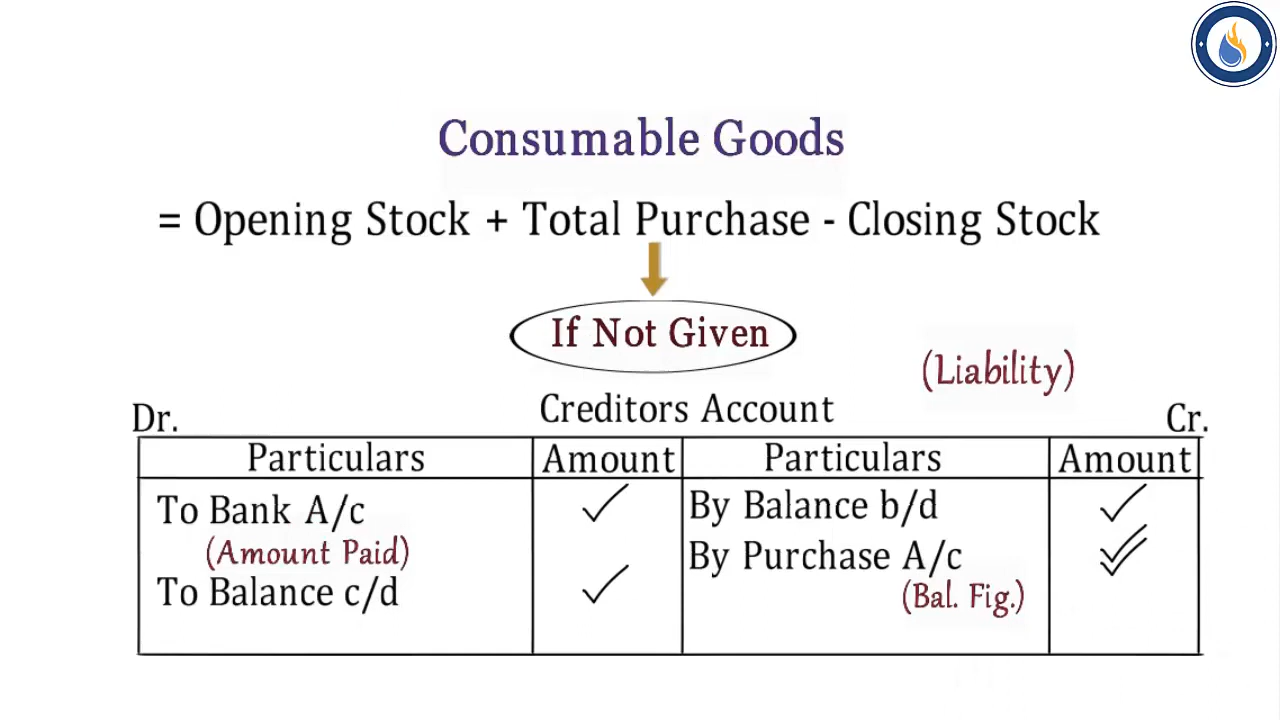 Consumable Goods
= Opening Stock + Total Purchase - Closing Stock
If Not Given
(Liability)
Dr. Creditors Account Cr.
Particulars Amount Particulars Amount
To Bank A/c By Balance b/d
(Amount Paid) By Purchase A/c
To Balance c/d (Bal. Fig.)